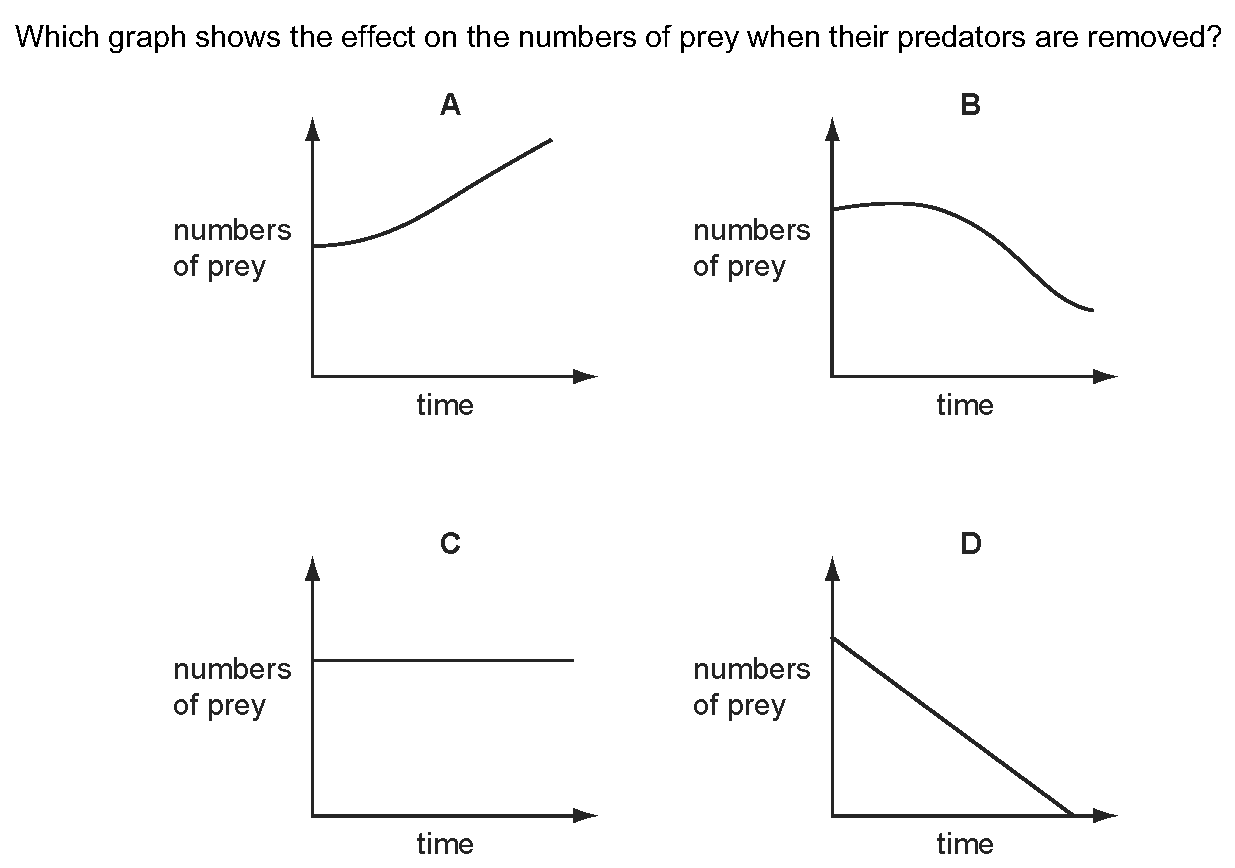 Which graph shows the effect on the numbers of prey when their predators are removed?
A
numbers
of prey
time
B
numbers
of prey
time
C
numbers
of prey
time
D
numbers
of prey
time